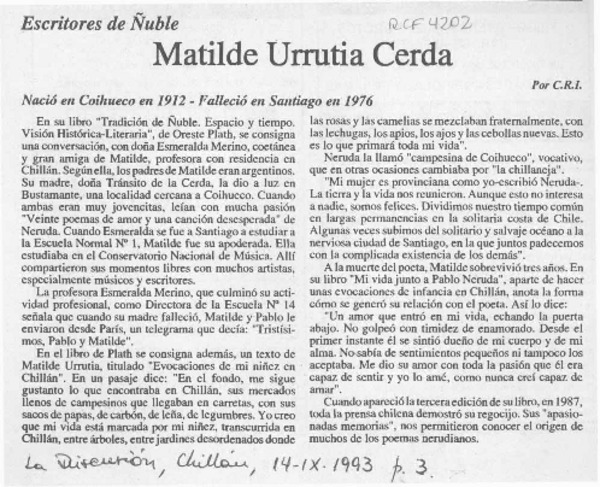 Escritores de Ñuble
RCF 4202
Matilde Urrutia Cerda
Por C.R.I.
Nació en Coihueco en 1912 - Falleció en Santiago en 1976
En su libro "Tradición de Ñuble. Espacio y tiempo.
Visión Histórica-Literaria", de Oreste Plath, se consigna
una conversación, con doña Esmeralda Merino, coetánea
y gran amiga de Matilde, profesora con residencia en
Chillán. Según ella, los padres de Matilde eran argentinos.
Su madre, doña Tránsito de la Cerda, la dio a luz en
Bustamante, una localidad cercana a Coihueco. Cuando
ambas eran muy jovencitas, leían con mucha pasión
"Veinte poemas de amor y una canción desesperada" de
Neruda. Cuando Esmeralda se fue a Santiago a estudiar a
la Escuela Normal Nº 1, Matilde fue su apoderada. Ella
estudiaba en el Conservatorio Nacional de Música. Allí
compartieron sus momentos libres con muchos artistas,
especialmente músicos y escritores.
La profesora Esmeralda Merino, que culminó su acti-
vidad profesional, como Directora de la Escuela Nº 14
señala que cuando su madre falleció, Matilde y Pablo le
enviaron desde París, un telegrama que decía: "Tristísi-
mos, Pablo y Matilde".
En el libro de Plath se consigna además, un texto de
Matilde Urrutia, titulado "Evocaciones de mi niñez en
Chillán". En un pasaje dice: "En el fondo, me sigue
gustando lo que encontraba en Chillán, sus mercados
llenos de campesinos que llegaban en carretas, con sus
sacos de papas, de carbón, de leña, de legumbres. Yo creo
que mi vida está marcada por mi niñez, transcurrida en
Chillán, entre árboles, entre jardines desordenados donde
las rosas y las camelias se mezclaban fraternalmente, con
las lechugas, los apios, los ajos y las cebollas nuevas. Esto
es lo que primará toda mi vida".
Neruda la llamó "campesina de Coihueco", vocativo,
que en otras ocasiones cambiaba por "la chillaneja".
"Mi mujer es provinciana como yo-escribió Neruda-.
La tierra y la vida nos reunieron. Aunque esto no interesa
a nadie, somos felices. Dividimos nuestro tiempo común
en largas permanencias en la solitaria costa de Chile.
Algunas veces subimos del solitario y salvaje océano a la
nerviosa ciudad de Santiago, en la que juntos padecemos
con la complicada existencia de los demás".
A la muerte del poeta, Matilde sobrevivió tres años. En
su libro "Mi vida junto a Pablo Neruda", aparte de hacer
unas evocaciones de infancia en Chillán, anota la forma
cómo se generó su relación con el poeta. Así lo dice:
"Un amor que entró en mi vida, echando la puerta
abajo. No golpeó con timidez de enamorado. Desde el
primer instante él se sintió dueño de mi cuerpo y de mi
alma. No sabía de sentimientos pequeños ni tampoco los
aceptaba. Me dio su amor con toda la pasión que él era
capaz de sentir y yo lo amé, como nunca creí capaz de
amar".
Cuando apareció la tercera edición de su libro, en 1987,
toda la prensa chilena demostró su regocijo. Sus "apasio-
nadas memorias", nos permitieron conocer el origen de
muchos de los poemas nerudianos.
La Discusión, Chillán, 14-IX-1993 p. 3.